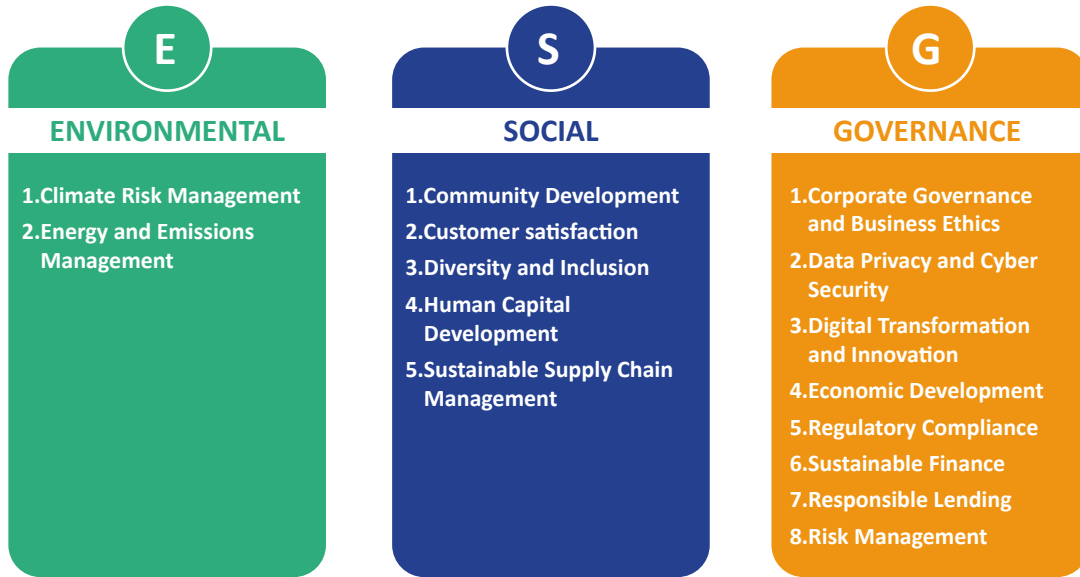 E
ENVIRONMENTAL
1.Climate Risk Management
2.Energy and Emissions
Management
S
SOCIAL
1.Community Development
2.Customer satisfaction
3.Diversity and Inclusion
4.Human Capital
Development
5.Sustainable Supply Chain
Management
G
GOVERNANCE
1.Corporate Governance
and Business Ethics
2.Data Privacy and Cyber
Security
3.Digital Transformation
and Innovation
4.Economic Development
5.Regulatory Compliance
6.Sustainable Finance
7.Responsible Lending
8.Risk Management